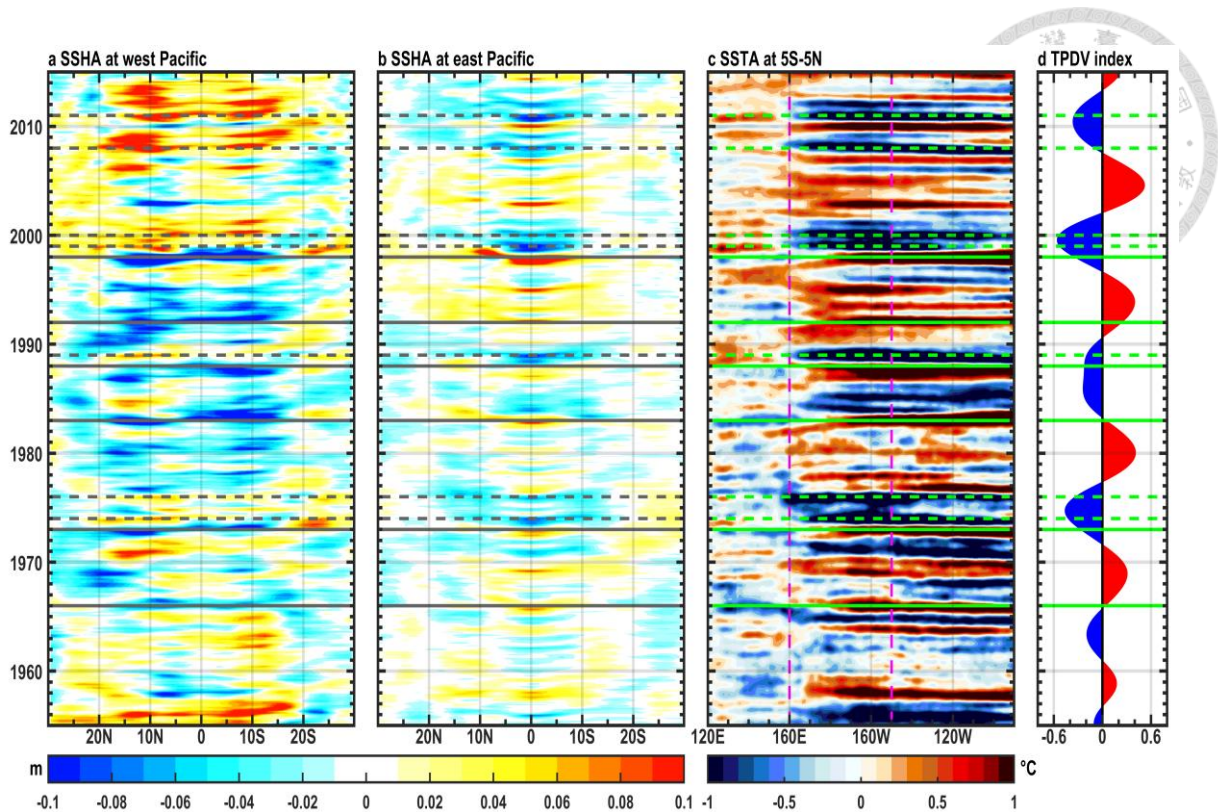 a SSHA at west Pacific
b SSHA at east Pacific
c SSTA at 5S-5N
d TPDV index
2010
2000
1990
1980
1970
1960
20N 10N 0 10S 20S
20N 10N 0 10S 20S
120E 160E 160W 120W
-0.6 0 0.6
m
-0.1 -0.08 -0.06 -0.04 -0.02 0 0.02 0.04 0.06 0.08 0.1
-1 -0.5 0 0.5 1
°C